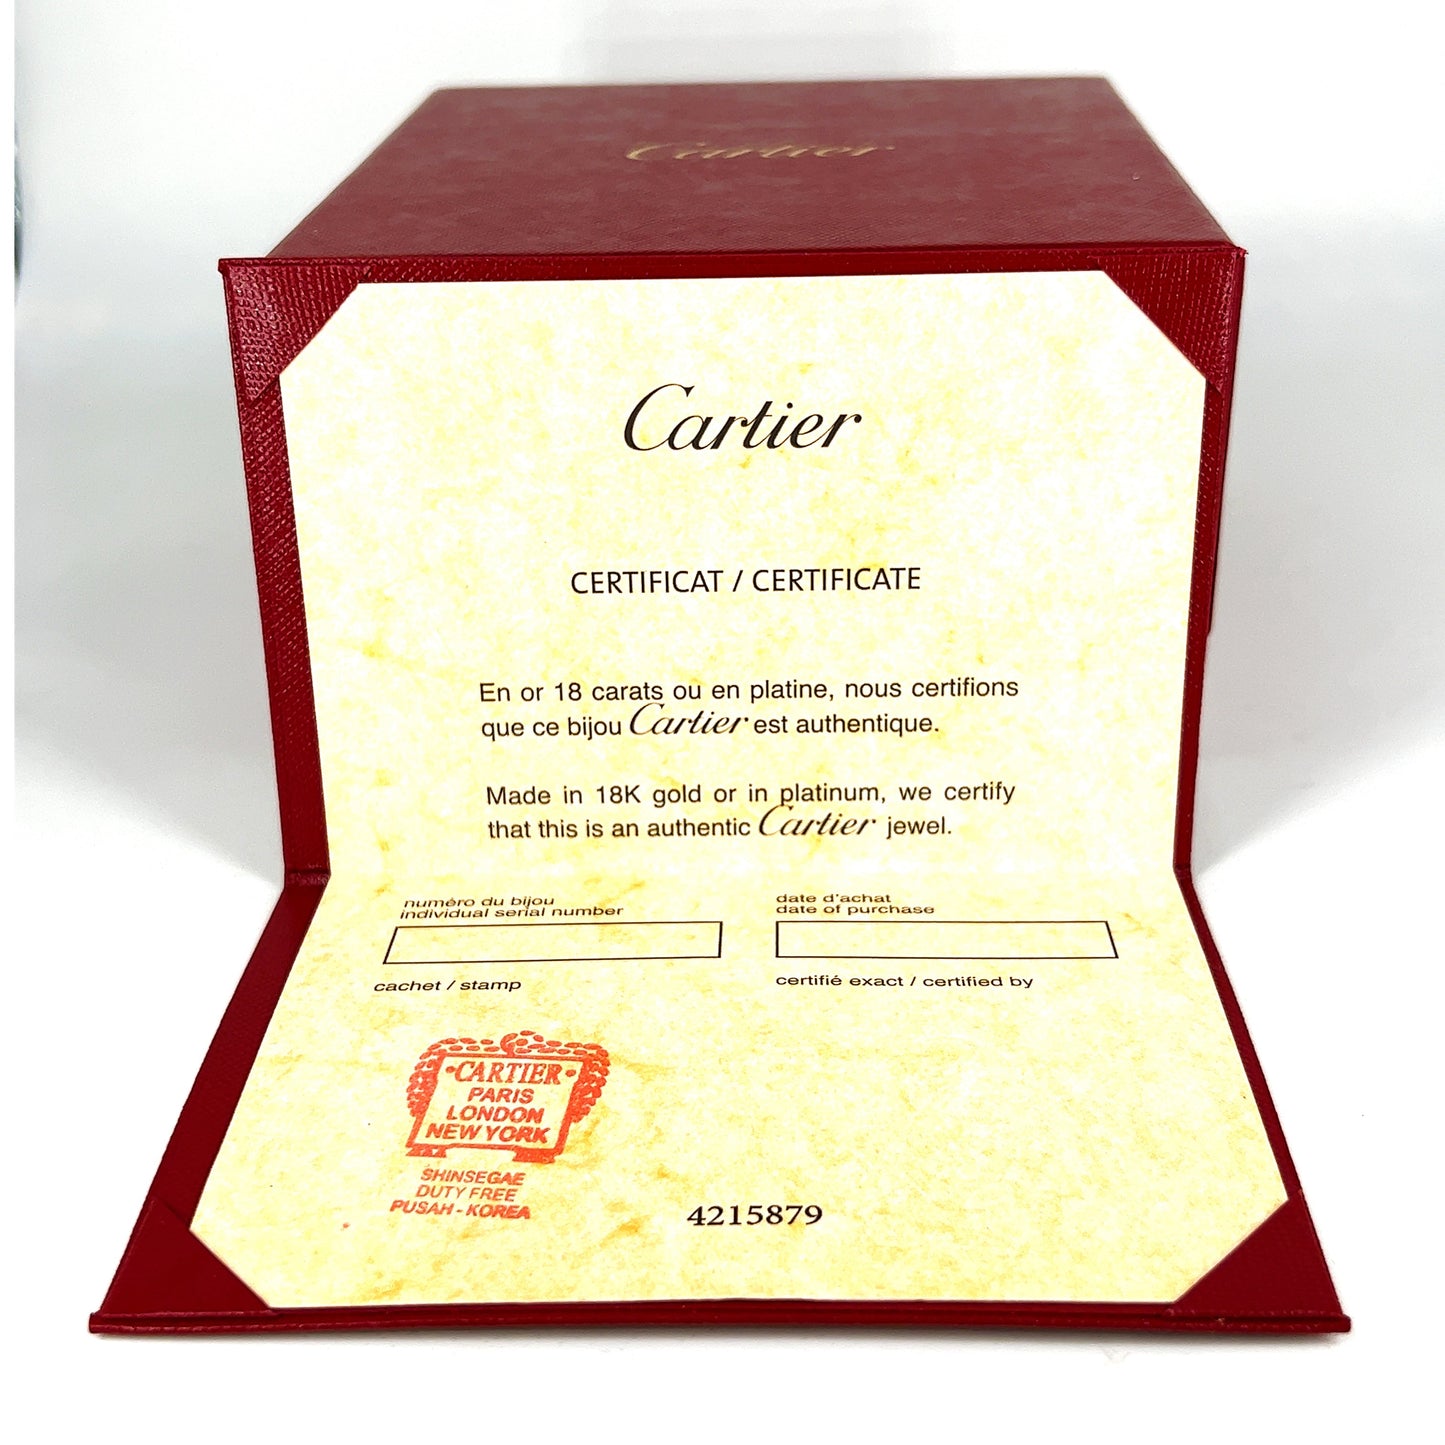 Cartier
Cartier
CERTIFICAT / CERTIFICATE
En or 18 carats ou en platine, nous certifions
que ce bijou Cartier est authentique.
Made in 18K gold or in platinum, we certify
that this is an authentic Cartier jewel.
numéro du bijou
individual serial number
date d'achat
date of purchase
cachet / stamp
certifié exact / certified by
•CARTIER•
PARIS
LONDON
NEW YORK
SHINSEGAE
DUTY FREE
PUSAH - KOREA
4215879